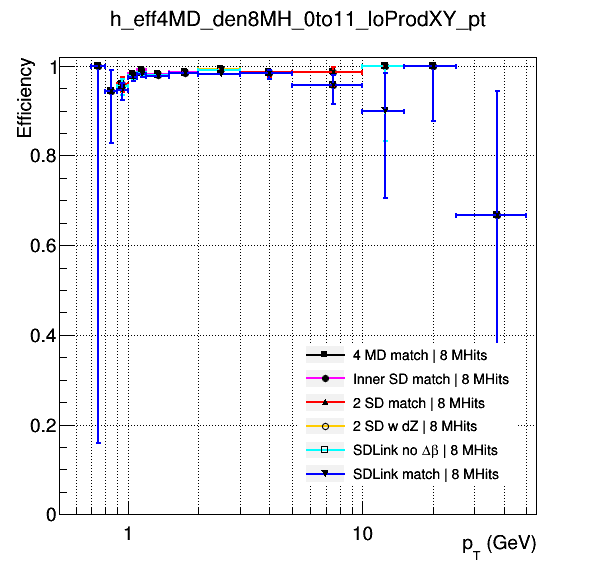 h_eff4MD_den8MH_0to11_loProdXY_pt
Efficiency
1
0.8
0.6
0.4
0.2
0
4 MD match | 8 MHits
Inner SD match | 8 MHits
2 SD match | 8 MHits
2 SD w dZ | 8 MHits
SDLink no Δβ | 8 MHits
SDLink match | 8 MHits
1
10
p_T (GeV)